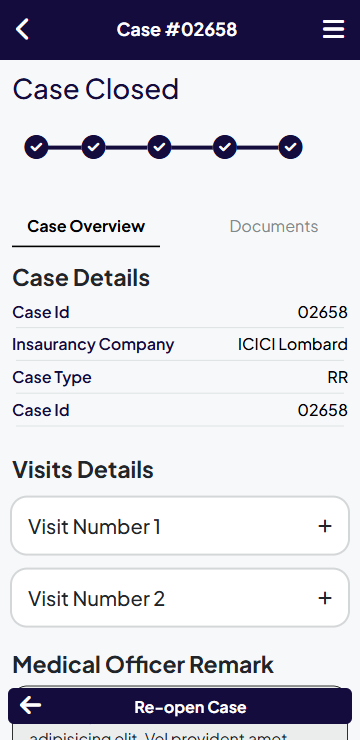 Case #02658
Case Closed
Case Overview Documents
Case Details
Case Id 02658
Insaurancy Company ICICI Lombard
Case Type RR
Case Id 02658
Visits Details
Visit Number 1 +
Visit Number 2 +
Medical Officer Remark
Re-open Case
adipisicing elit. Vel provident amet